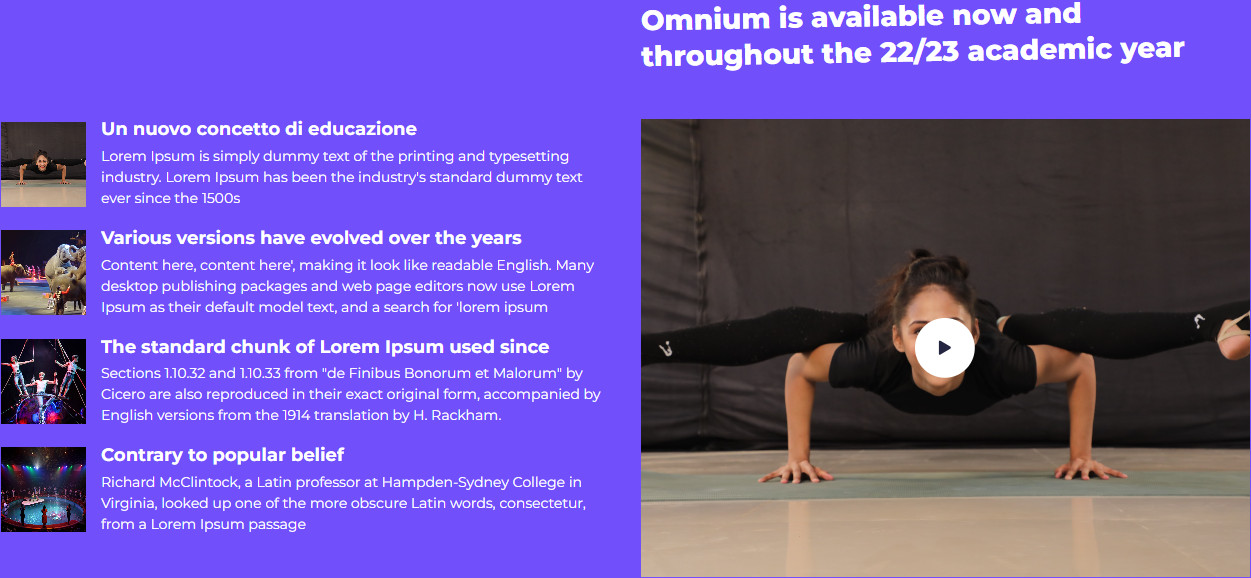 Omnium is available now and
throughout the 22/23 academic year
Un nuovo concetto di educazione
Lorem Ipsum is simply dummy text of the printing and typesetting
industry. Lorem Ipsum has been the industry's standard dummy text
ever since the 1500s
Various versions have evolved over the years
Content here, content here', making it look like readable English. Many
desktop publishing packages and web page editors now use Lorem
Ipsum as their default model text, and a search for 'lorem ipsum
The standard chunk of Lorem Ipsum used since
Sections 1.10.32 and 1.10.33 from "de Finibus Bonorum et Malorum" by
Cicero are also reproduced in their exact original form, accompanied by
English versions from the 1914 translation by H. Rackham.
Contrary to popular belief
Richard McClintock, a Latin professor at Hampden-Sydney College in
Virginia, looked up one of the more obscure Latin words, consectetur,
from a Lorem Ipsum passage